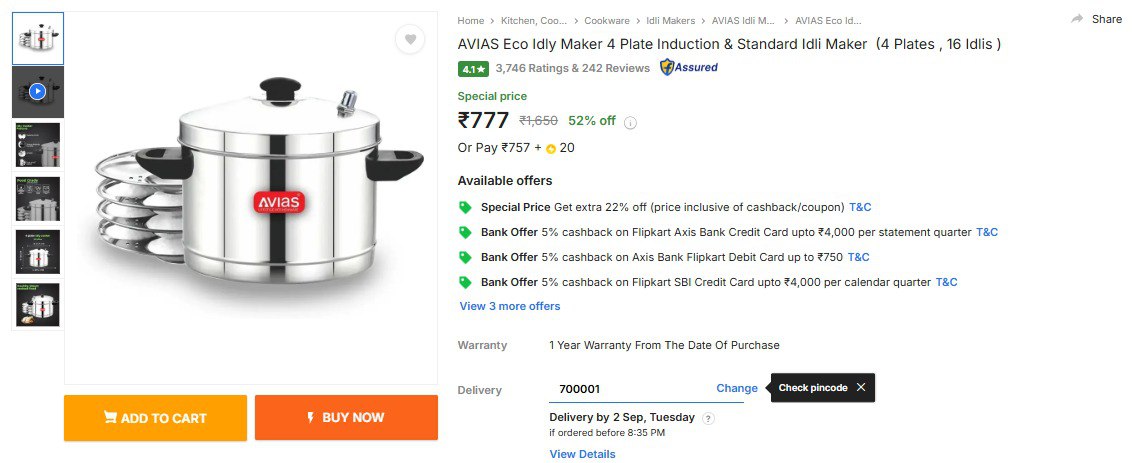 Home > Kitchen, Coo... > Cookware > Idli Makers > AVIAS Idli M... > AVIAS Eco Id...
Share
AVIAS Eco Idly Maker 4 Plate Induction & Standard Idli Maker (4 Plates , 16 Idlis )
4.1★ 3,746 Ratings & 242 Reviews Assured
Special price
₹777 ₹1,650 52% off
Or Pay ₹757 + 20
Available offers
Special Price Get extra 22% off (price inclusive of cashback/coupon) T&C
Bank Offer 5% cashback on Flipkart Axis Bank Credit Card upto ₹4,000 per statement quarter T&C
Bank Offer 5% cashback on Axis Bank Flipkart Debit Card up to ₹750 T&C
Bank Offer 5% cashback on Flipkart SBI Credit Card upto ₹4,000 per calendar quarter T&C
View 3 more offers
Warranty 1 Year Warranty From The Date Of Purchase
Delivery 700001 Change Check pincode ✕
Delivery by 2 Sep, Tuesday ?
if ordered before 8:35 PM
View Details
AVIAS
ADD TO CART
BUY NOW